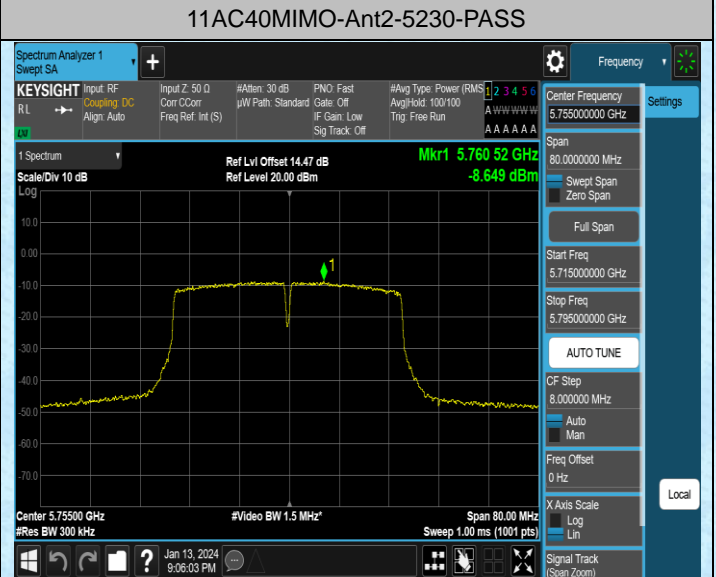 11AC40MIMO-Ant2-5230-PASS
Spectrum Analyzer 1
Swept SA
+
Frequency
KEYSIGHT
RL
LXI
Input: RF
Coupling: DC
Align: Auto
Input Z: 50 Ω
Corr CCorr
Freq Ref: Int (S)
#Atten: 30 dB
µW Path: Standard
PNO: Fast
Gate: Off
IF Gain: Low
Sig Track: Off
#Avg Type: Power (RMS
Avg|Hold: 100/100
Trig: Free Run
1 2 3 4 5 6
A W W W W W
A A A A A A
1 Spectrum
Scale/Div 10 dB
Log
Ref Lvl Offset 14.47 dB
Ref Level 20.00 dBm
Mkr1 5.760 52 GHz
-8.649 dBm
10.0
0.00
-10.0
-20.0
-30.0
-40.0
-50.0
-60.0
-70.0
1
Center 5.75500 GHz
#Res BW 300 kHz
#Video BW 1.5 MHz*
Span 80.00 MHz
Sweep 1.00 ms (1001 pts)
?
Jan 13, 2024
9:06:03 PM
Center Frequency
5.755000000 GHz
Span
80.0000000 MHz
Swept Span
Zero Span
Full Span
Start Freq
5.715000000 GHz
Stop Freq
5.795000000 GHz
AUTO TUNE
CF Step
8.000000 MHz
Auto
Man
Freq Offset
0 Hz
X Axis Scale
Log
Lin
Signal Track
(Span Zoom)
Settings
Local